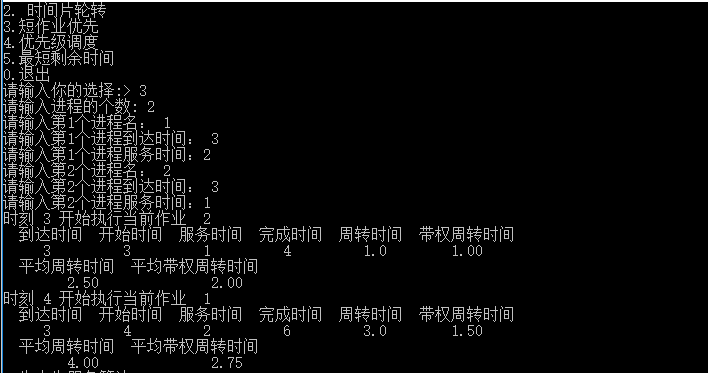 2. 时间片轮转
3.短作业优先
4.优先级调度
5.最短剩余时间
0.退出
请输入你的选择:> 3
请输入进程的个数: 2
请输入第1个进程名： 1
请输入第1个进程到达时间： 3
请输入第1个进程服务时间：2
请输入第2个进程名： 2
请输入第2个进程到达时间： 3
请输入第2个进程服务时间：1
时刻 3 开始执行当前作业 2
到达时间 开始时间 服务时间 完成时间 周转时间 带权周转时间
3 3 1 4 1.0 1.00
平均周转时间 平均带权周转时间
2.50 2.00
时刻 4 开始执行当前作业 1
到达时间 开始时间 服务时间 完成时间 周转时间 带权周转时间
3 4 2 6 3.0 1.50
平均周转时间 平均带权周转时间
4.00 2.75